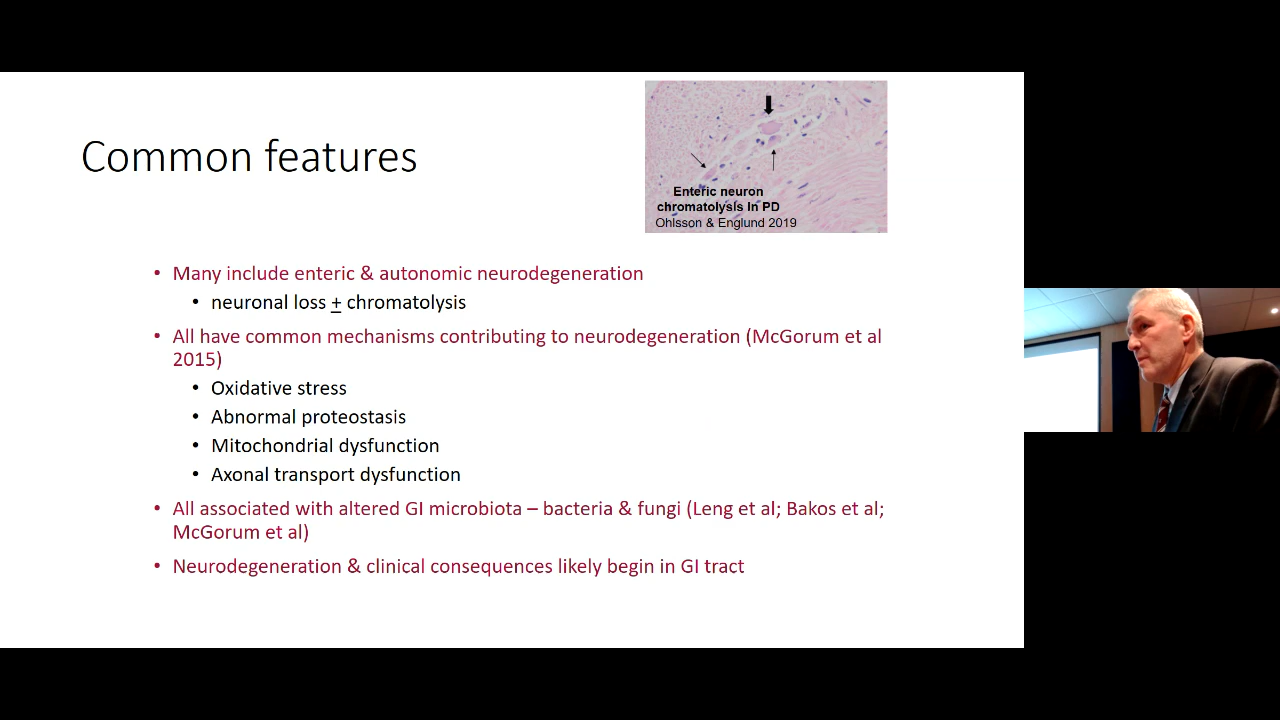 Common features
Enteric neuron
chromatolysis in PD
Ohlsson & Englund 2019
• Many include enteric & autonomic neurodegeneration
• neuronal loss ± chromatolysis
• All have common mechanisms contributing to neurodegeneration (McGorum et al
2015)
• Oxidative stress
• Abnormal proteostasis
• Mitochondrial dysfunction
• Axonal transport dysfunction
• All associated with altered GI microbiota – bacteria & fungi (Leng et al; Bakos et al;
McGorum et al)
• Neurodegeneration & clinical consequences likely begin in GI tract